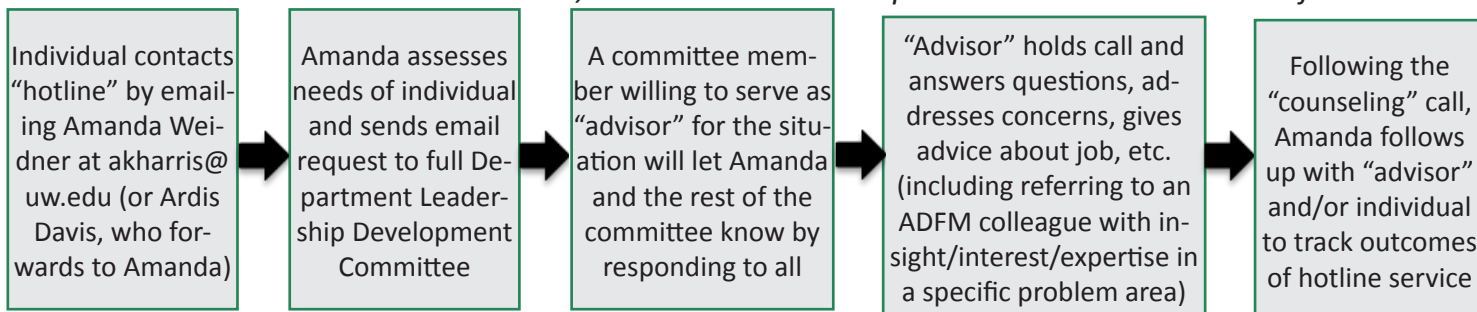 Individual contacts
“hotline” by email-
ing Amanda Wei-
dner at akharris@
uw.edu (or Ardis
Davis, who for-
wards to Amanda)
Amanda assesses
needs of individual
and sends email
request to full De-
partment Leader-
ship Development
Committee
A committee mem-
ber willing to serve as
“advisor” for the situ-
ation will let Amanda
and the rest of the
committee know by
responding to all
“Advisor” holds call and
answers questions, ad-
dresses concerns, gives
advice about job, etc.
(including referring to an
ADFM colleague with in-
sight/interest/expertise in
a specific problem area)
Following the
“counseling” call,
Amanda follows
up with “advisor”
and/or individual
to track outcomes
of hotline service